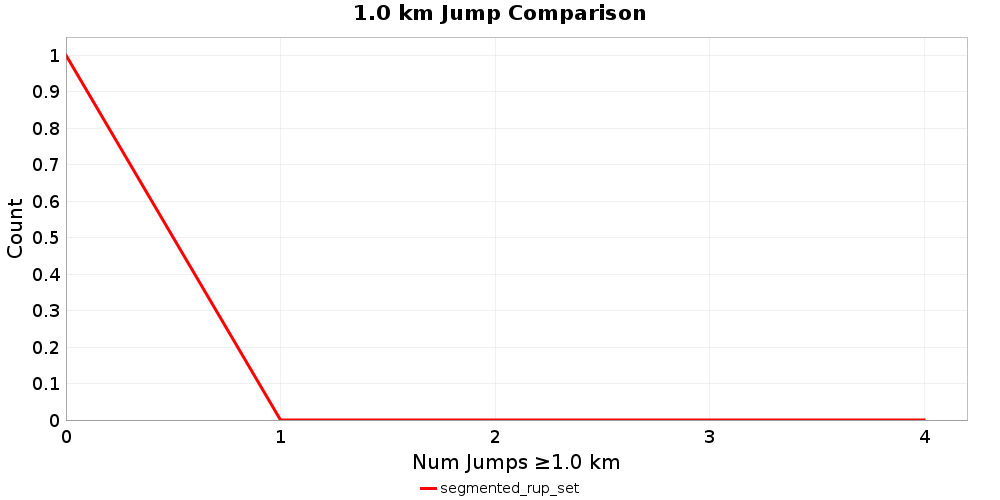 1.0 km Jump Comparison
Count
1
0.9
0.8
0.7
0.6
0.5
0.4
0.3
0.2
0.1
0
0 1 2 3 4
Num Jumps ≥1.0 km
segmented_rup_set